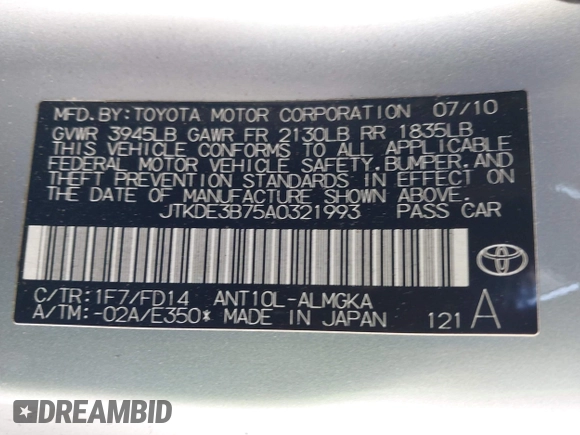 MFD.BY:TOYOTA MOTOR CORPORATION 07/10
GVWR 3945LB GAWR FR 2130LB RR 1835LB
THIS VEHICLE CONFORMS TO ALL APPLICABLE
FEDERAL MOTOR VEHICLE SAFETY, BUMPER, AND
THEFT PREVENTION STANDARDS IN EFFECT ON
THE DATE OF MANUFACTURE SHOWN ABOVE.
JTKDE3B75A0321993 PASS CAR
C/TR:1F7/FD14 ANT10L-ALMGKA
A/TM:-02A/E350* MADE IN JAPAN 121 A
DREAMBID